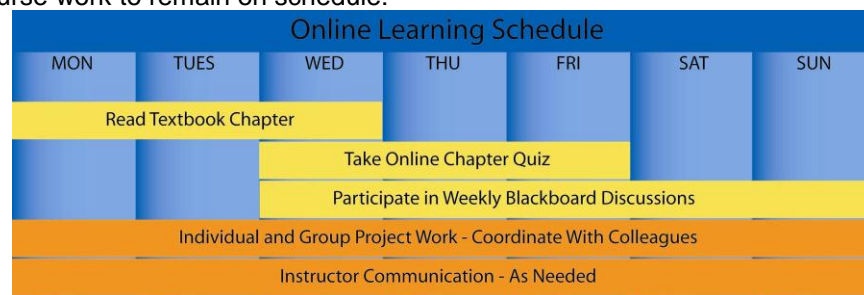 urse work to remain on schedule.
Online Learning Schedule
MON TUES WED THU FRI SAT SUN
Read Textbook Chapter
Take Online Chapter Quiz
Participate in Weekly Blackboard Discussions
Individual and Group Project Work - Coordinate With Colleagues
Instructor Communication - As Needed